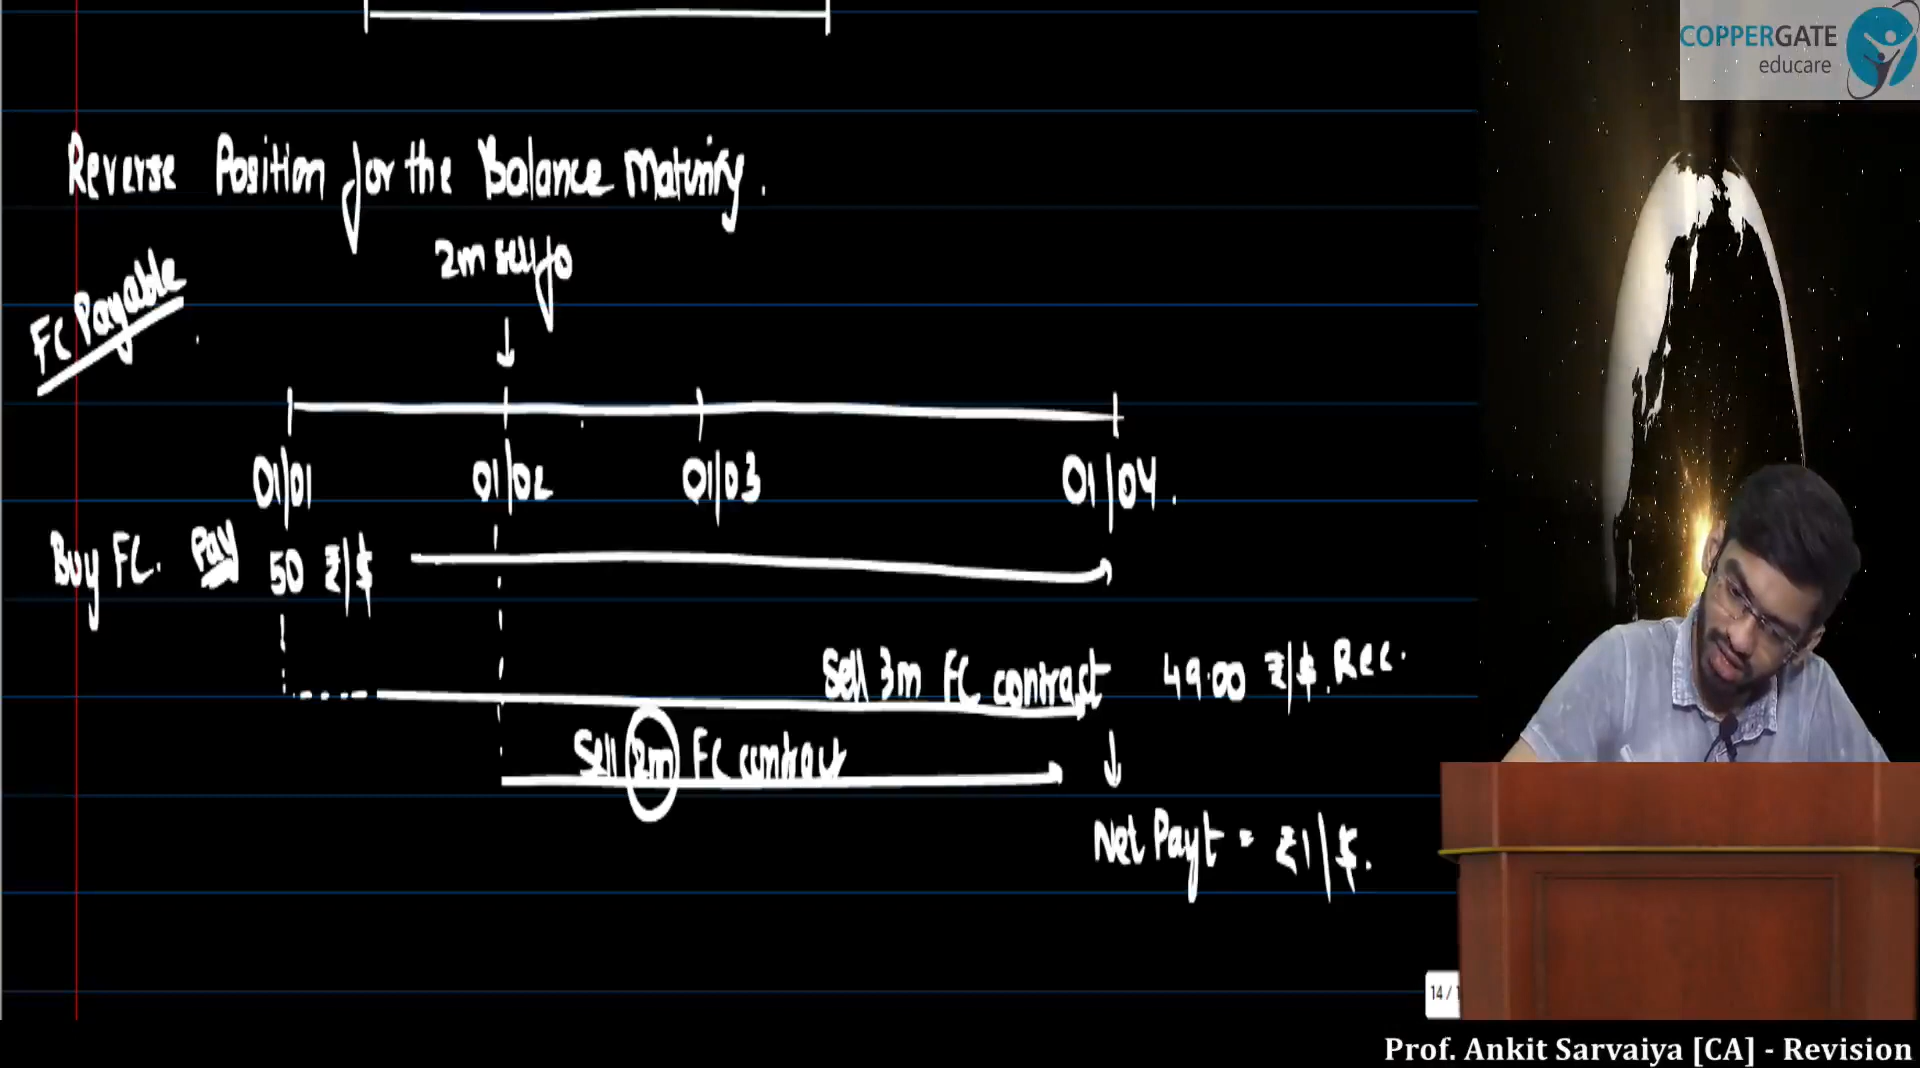 COPPERGATE
educare
Reverse Position for the Balance Maturity.
2m sell f0
FC Payable
01/01 01/02 01/03 01/04.
Buy FC. Pay 50 ₹/$
Sell 3m FC contract 49.00 ₹/$. Rec.
Sell 2m FC contract
Net Payt = ₹1/$.
14 / 1
Prof. Ankit Sarvaiya [CA] - Revision